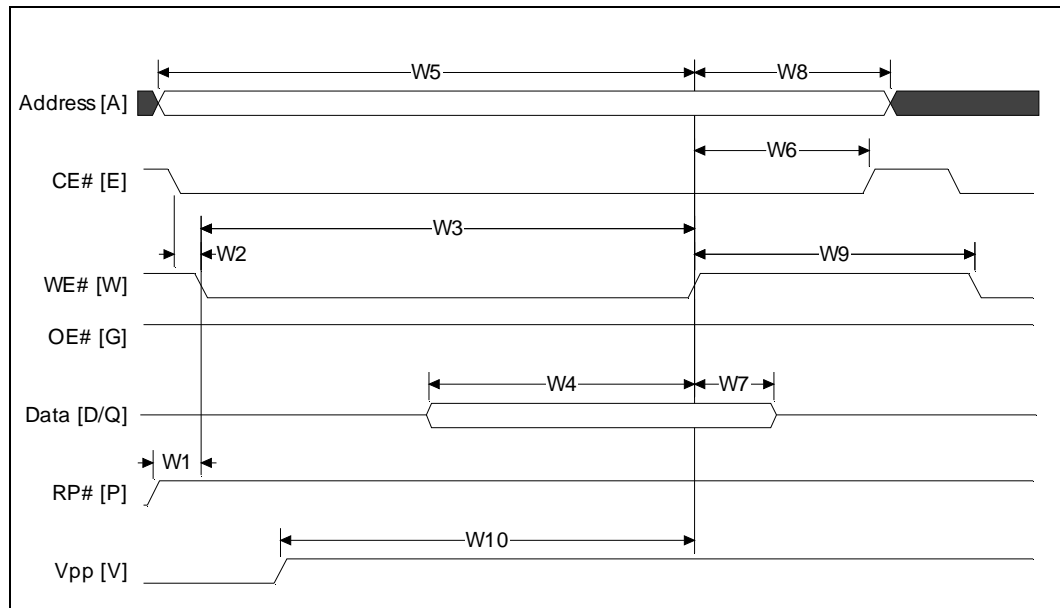 W5
W8
Address [A]
W6
CE# [E]
W3
W2
W9
WE# [W]
OE# [G]
W4
W7
Data [D/Q]
W1
RP# [P]
W10
Vpp [V]